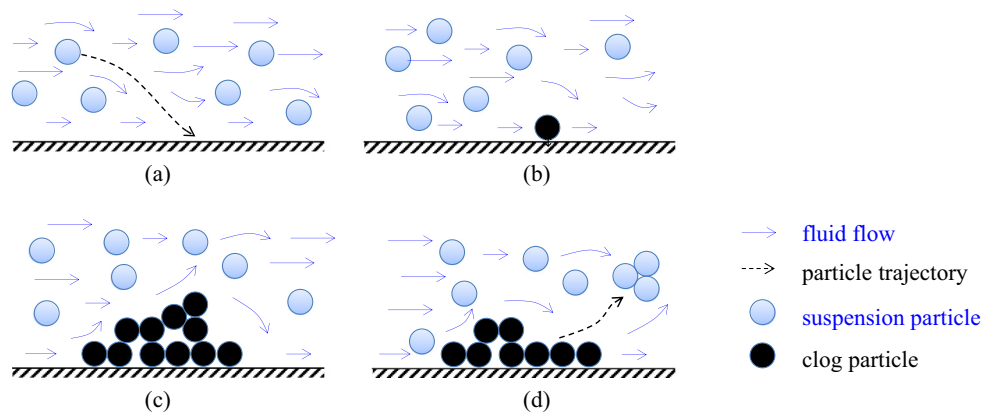 (a)
(b)
(c)
(d)
fluid flow
particle trajectory
suspension particle
clog particle